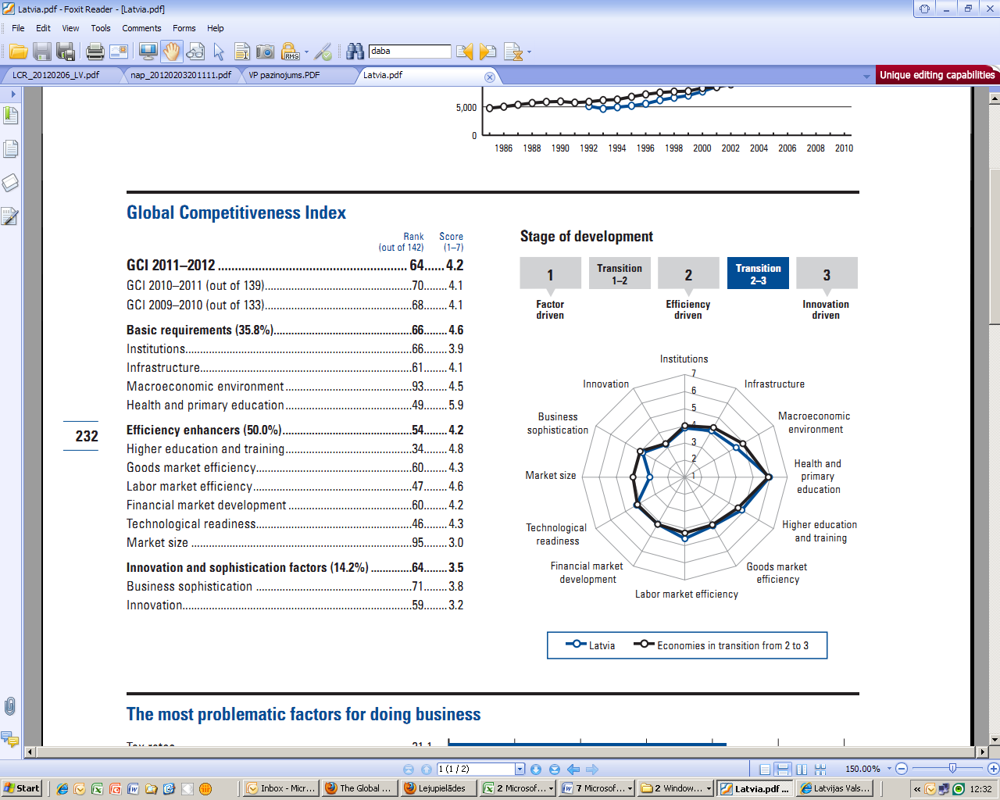 Latvia.pdf - Foxit Reader - [Latvia.pdf]
File Edit View Tools Comments Forms Help
RMS daba
LCR_20120206_LV.pdf nap_20120203201111.pdf VP pazinojums.PDF Latvia.pdf Unique editing capabilities
5,000
0
1986 1988 1990 1992 1994 1996 1998 2000 2002 2004 2006 2008 2010
Global Competitiveness Index
Rank Score
(out of 142) (1–7)
GCI 2011–2012 ................................................... 64...... 4.2
GCI 2010–2011 (out of 139)..................................................70........ 4.1
GCI 2009–2010 (out of 133)..................................................68........ 4.1
Basic requirements (35.8%)...............................................66........ 4.6
Institutions.............................................................................66........ 3.9
Infrastructure........................................................................61........ 4.1
Macroeconomic environment...........................................93........ 4.5
Health and primary education...........................................49........ 5.9
Efficiency enhancers (50.0%)............................................54........ 4.2
Higher education and training...........................................34........ 4.8
Goods market efficiency.....................................................60........ 4.3
Labor market efficiency......................................................47........ 4.6
Financial market development..........................................60........ 4.2
Technological readiness.....................................................46........ 4.3
Market size ...........................................................................95........ 3.0
Innovation and sophistication factors (14.2%) ..............64........ 3.5
Business sophistication .....................................................71........ 3.8
Innovation..............................................................................59........ 3.2
232
Stage of development
1 Transition 1–2 2 Transition 2–3 3
Factor driven
Efficiency driven
Innovation driven
Institutions
Infrastructure
Macroeconomic
environment
Health and
primary
education
Higher education
and training
Goods market
efficiency
Labor market efficiency
Financial market
development
Technological
readiness
Market size
Business
sophistication
Innovation
7
6
5
4
3
2
1
Latvia Economies in transition from 2 to 3
The most problematic factors for doing business
Tax rates 21.1
1 (1 / 2) 150.00%
Start Inbox - Micr... The Global ... Lejupielādes 2 Microsof... 7 Microsof... 2 Window... Latvia.pdf ... Latvijas Vals... « 12:32